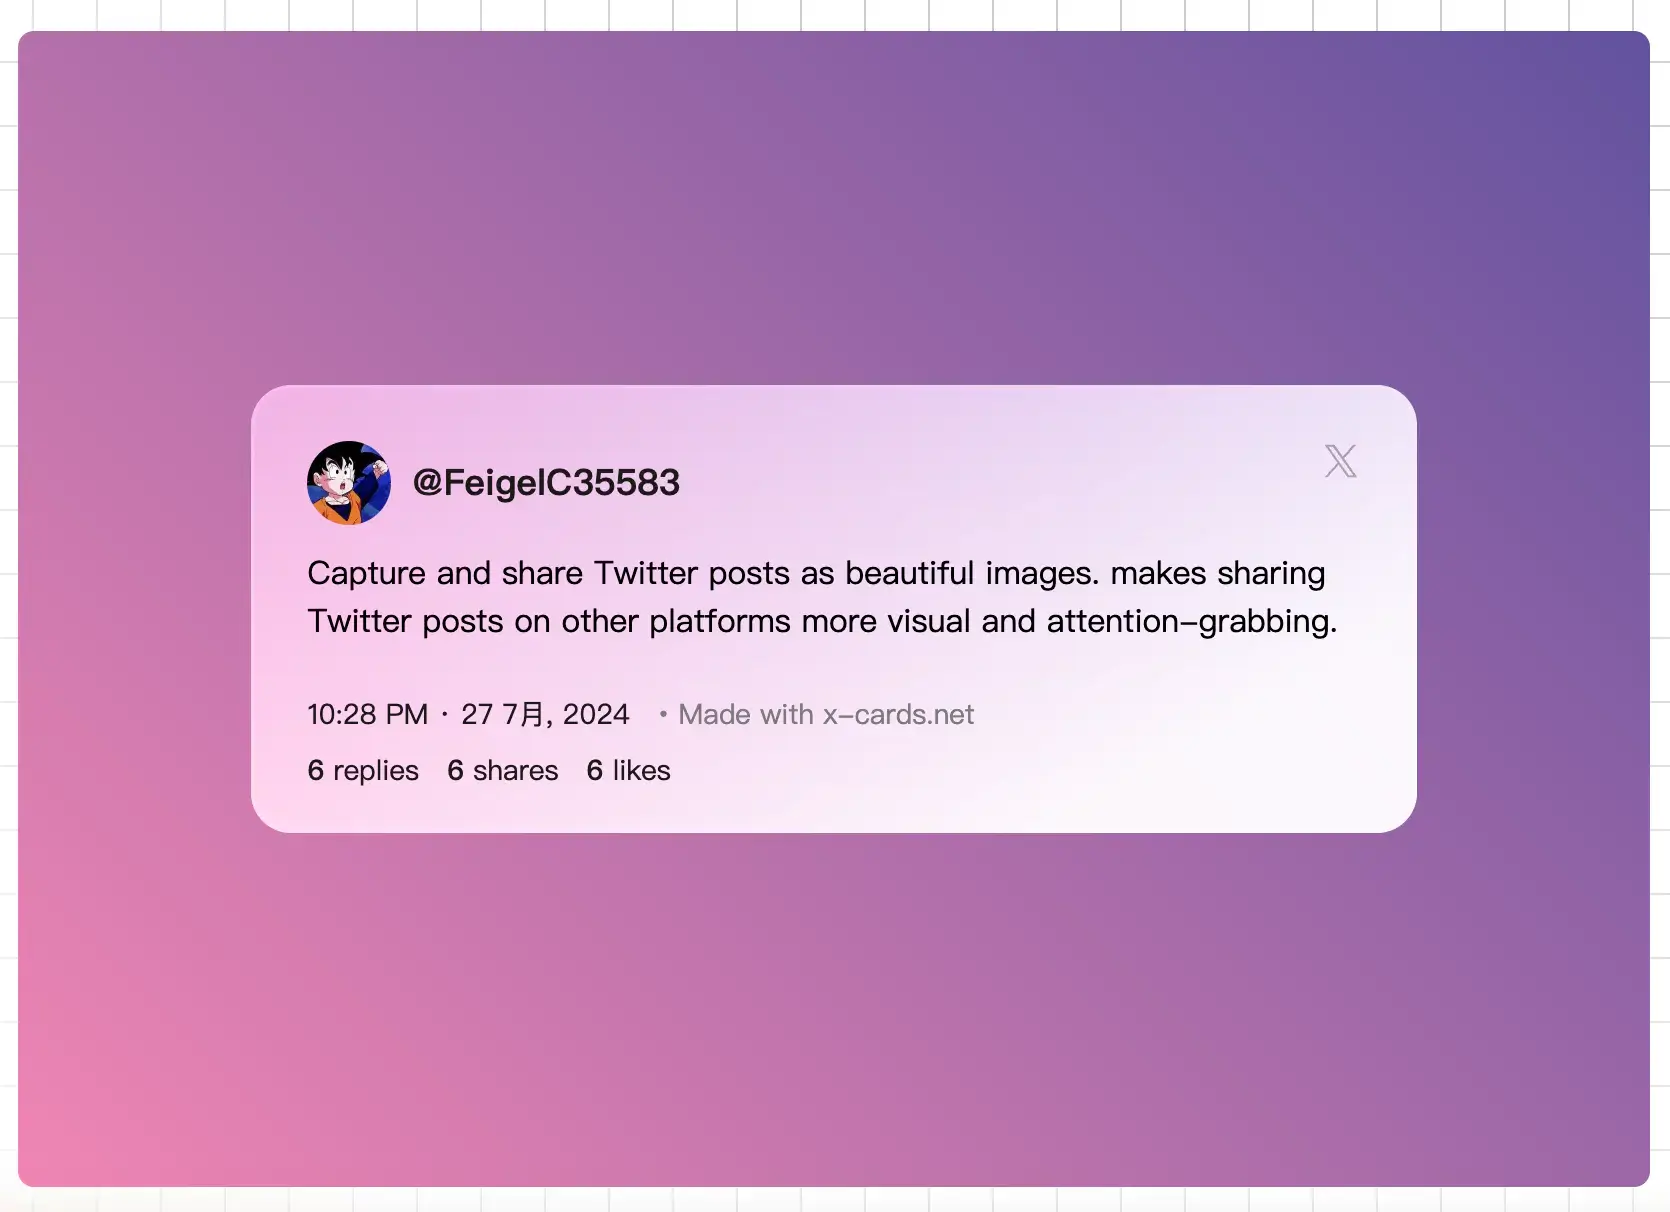 @FeigelC35583
Capture and share Twitter posts as beautiful images. makes sharing
Twitter posts on other platforms more visual and attention-grabbing.
10:28 PM · 27 7月, 2024 • Made with x-cards.net
6 replies 6 shares 6 likes